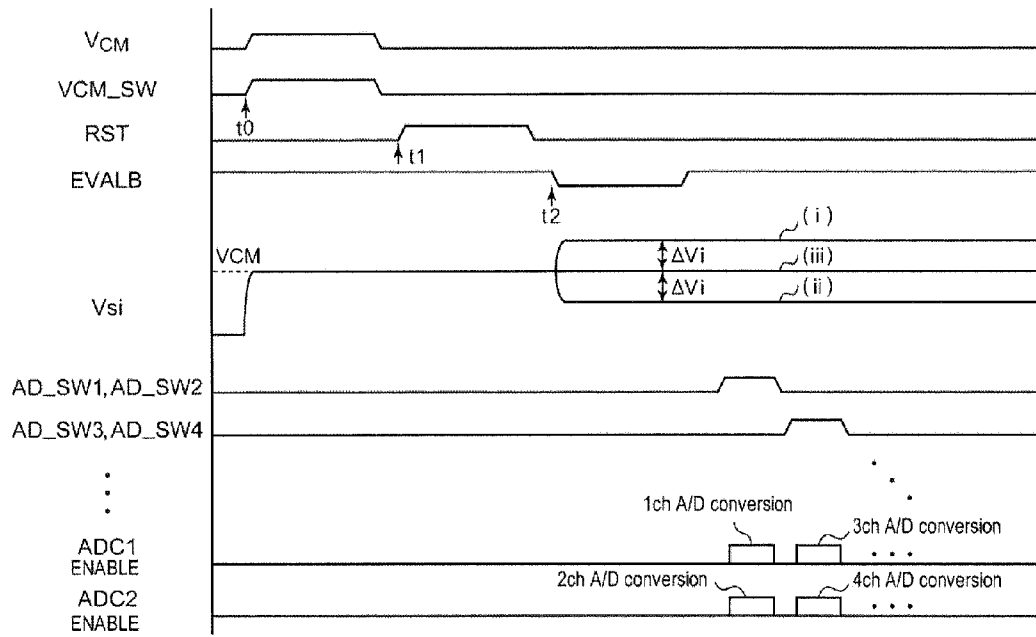 VCM
VCM_SW
t0
RST
t1
EVALB
t2
(i)
VCM
ΔVi
(iii)
ΔVi
(ii)
Vsi
AD_SW1,AD_SW2
AD_SW3,AD_SW4
1ch A/D conversion
3ch A/D conversion
ADC1
ENABLE
2ch A/D conversion
4ch A/D conversion
ADC2
ENABLE